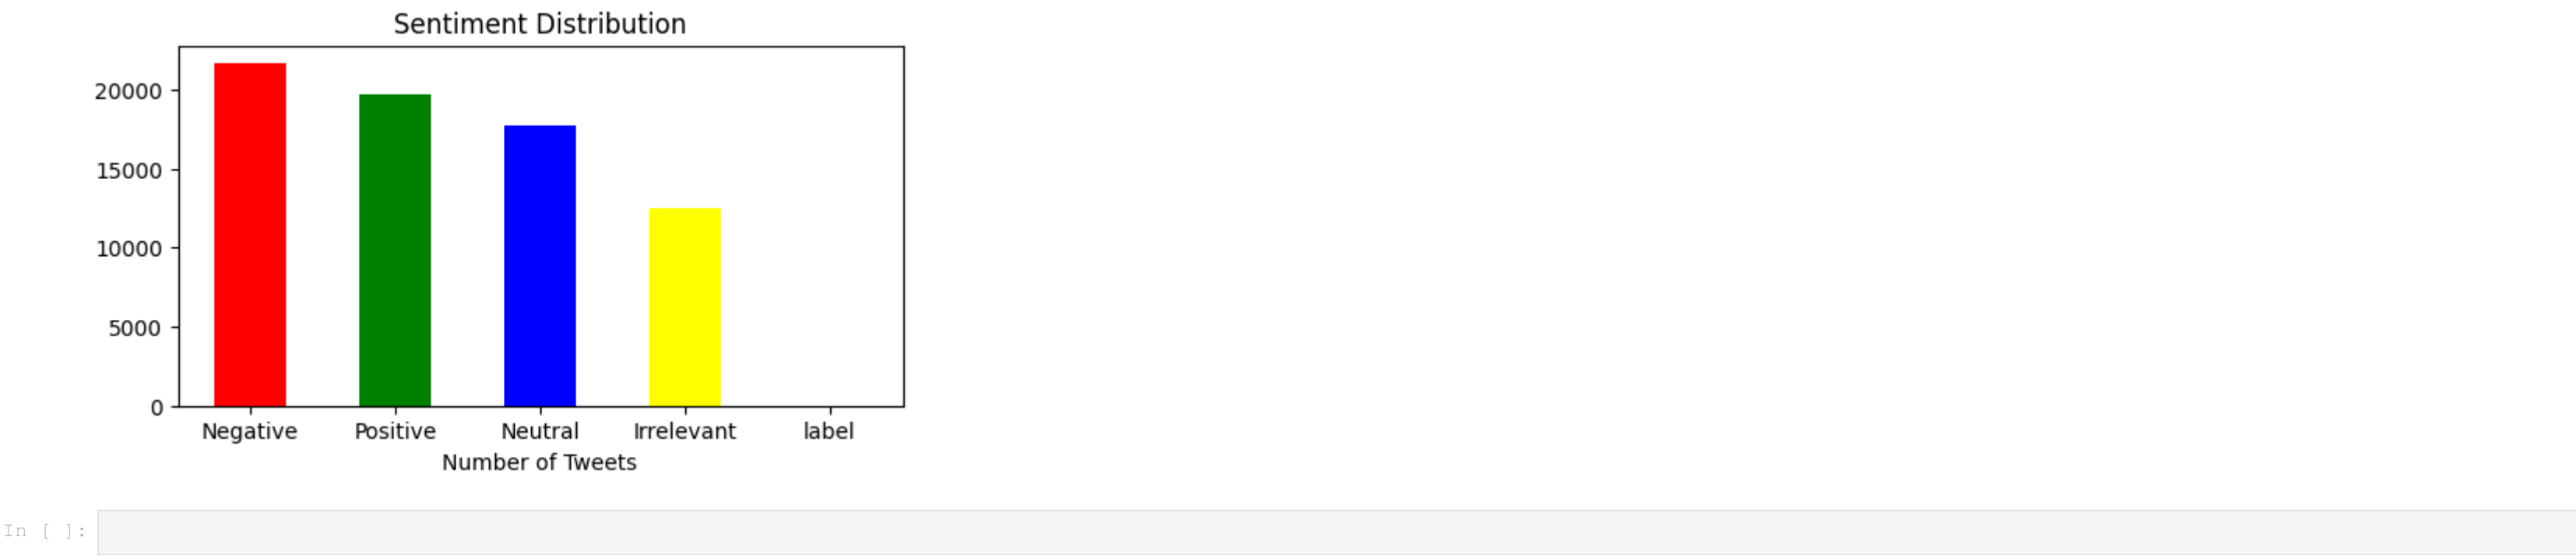 Sentiment Distribution
20000
15000
10000
5000
0
Negative Positive Neutral Irrelevant label
Number of Tweets
In [ ]: